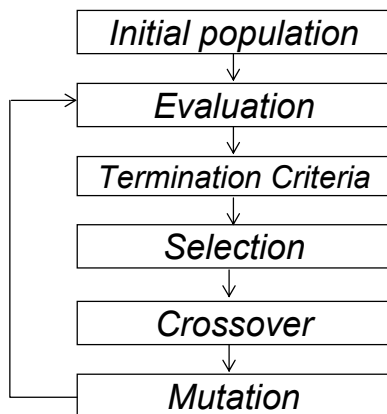 Initial population
Evaluation
Termination Criteria
Selection
Crossover
Mutation